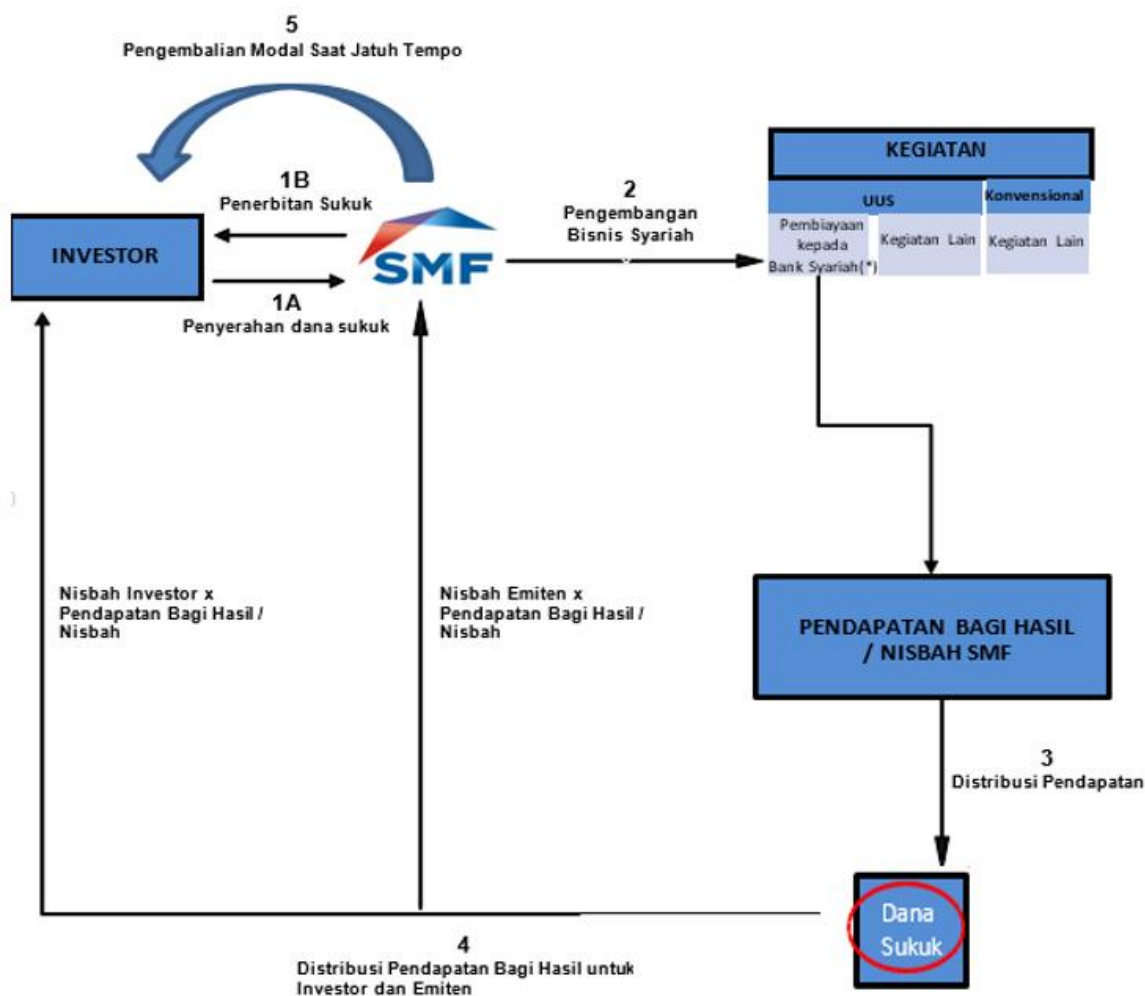 5
Pengembalian Modal Saat Jatuh Tempo
1B
Penerbitan Sukuk
INVESTOR
SMF
1A
Penyerahan dana sukuk
2
Pengembangan
Bisnis Syariah
KEGIATAN
UUS
Konvensional
Pembiayaan
kepada
Bank Syariah(*)
Kegiatan Lain
Kegiatan Lain
Nisbah Investor x
Pendapatan Bagi Hasil /
Nisbah
Nisbah Emiten x
Pendapatan Bagi Hasil /
Nisbah
PENDAPATAN BAGI HASIL
/ NISBAH SMF
3
Distribusi Pendapatan
Dana
Sukuk
4
Distribusi Pendapatan Bagi Hasil untuk
Investor dan Emiten